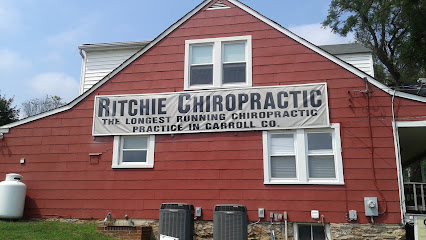 RITCHIE CHIROPRACTIC
THE LONGEST RUNNING CHIROPRACTIC
PRACTICE IN CARROLL CO.